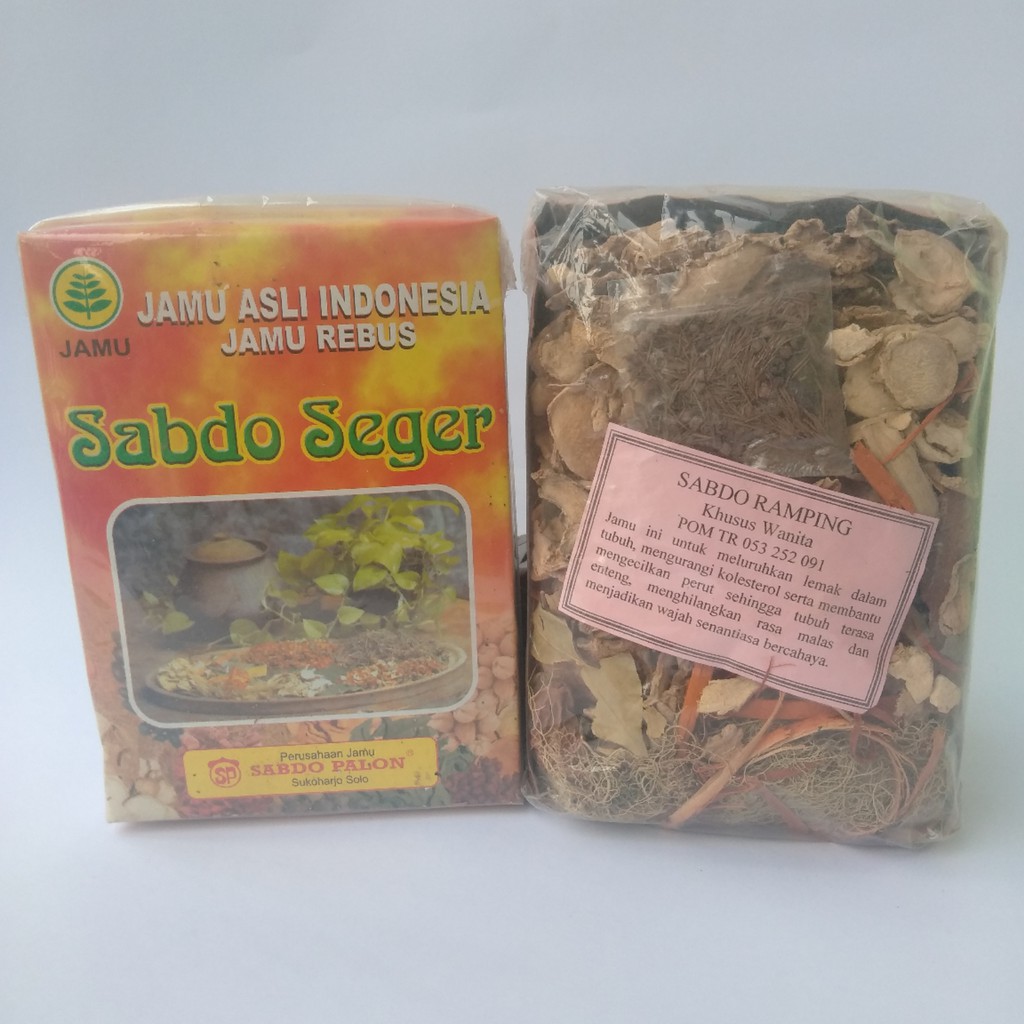 JAMU ASLI INDONESIA
JAMU REBUS
JAMU
Sabdo Seger
Perusahaan Jamu
SP SABDO PALON
Sukoharjo Solo
SABDO RAMPING
Khusus Wanita
POM TR 053 252 091
Jamu ini untuk meluruhkan lemak dalam
tubuh, mengurangi kolesterol serta membantu
mengecilkan perut sehingga tubuh terasa
enteng, menghilangkan rasa malas dan
menjadikan wajah senantiasa bercahaya.